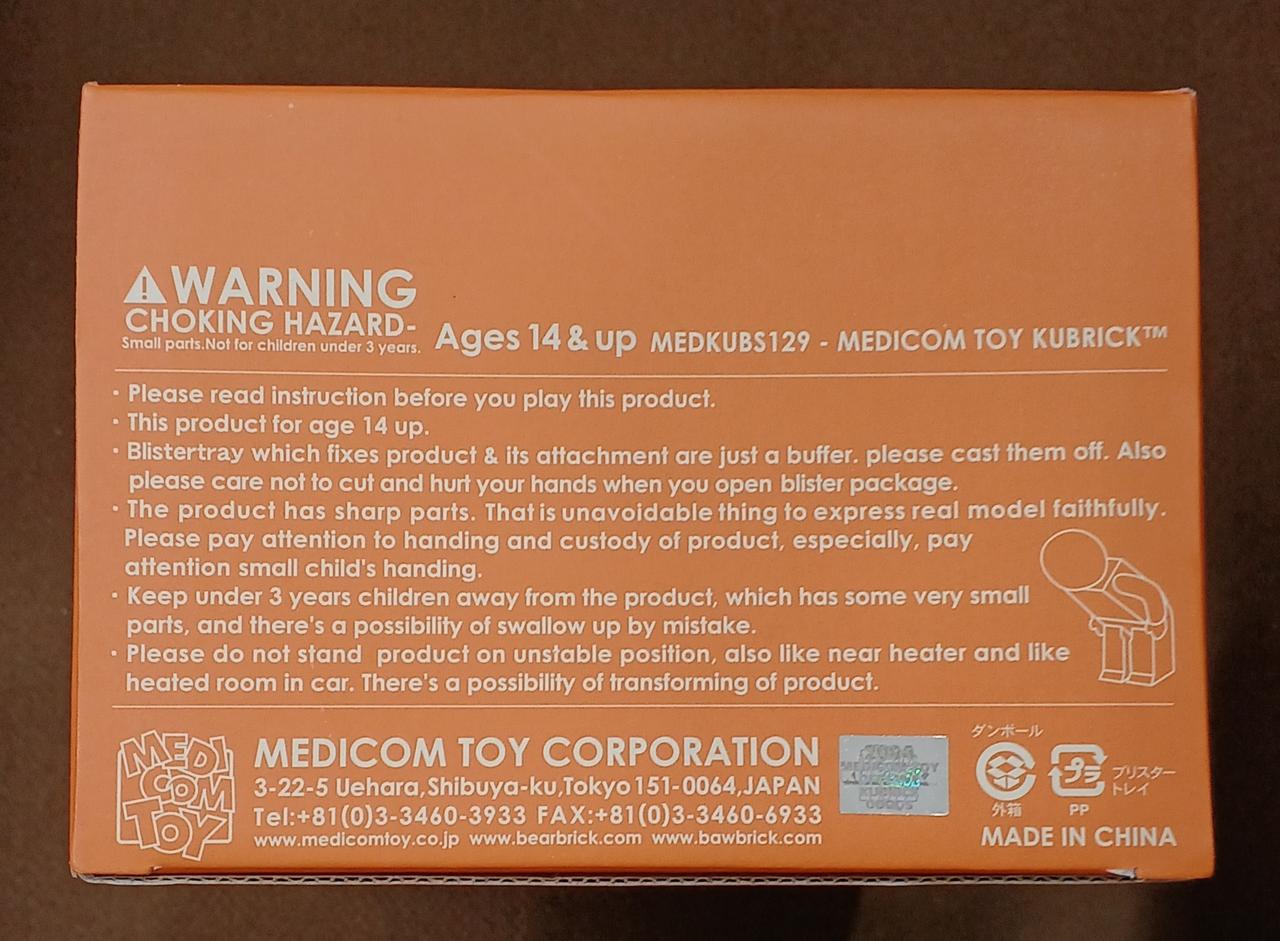 WARNING
CHOKING HAZARD-
Small parts.Not for children under 3 years.
Ages 14 & up
MEDKUBS129 - MEDICOM TOY KUBRICK™
· Please read instruction before you play this product.
· This product for age 14 up.
· Blistertray which fixes product & its attachment are just a buffer. please cast them off. Also
please care not to cut and hurt your hands when you open blister package.
· The product has sharp parts. That is unavoidable thing to express real model faithfully.
Please pay attention to handing and custody of product, especially, pay
attention small child's handing.
· Keep under 3 years children away from the product, which has some very small
parts, and there's a possibility of swallow up by mistake.
· Please do not stand product on unstable position, also like near heater and like
heated room in car. There's a possibility of transforming of product.
MEDI
COM
TOY
MEDICOM TOY CORPORATION
3-22-5 Uehara,Shibuya-ku,Tokyo 151-0064,JAPAN
Tel:+81(0)3-3460-3933 FAX:+81(0)3-3460-6933
www.medicomtoy.co.jp www.bearbrick.com www.bawbrick.com
ダンボール
外箱
プラ
PP
ブリスター
トレイ
MADE IN CHINA